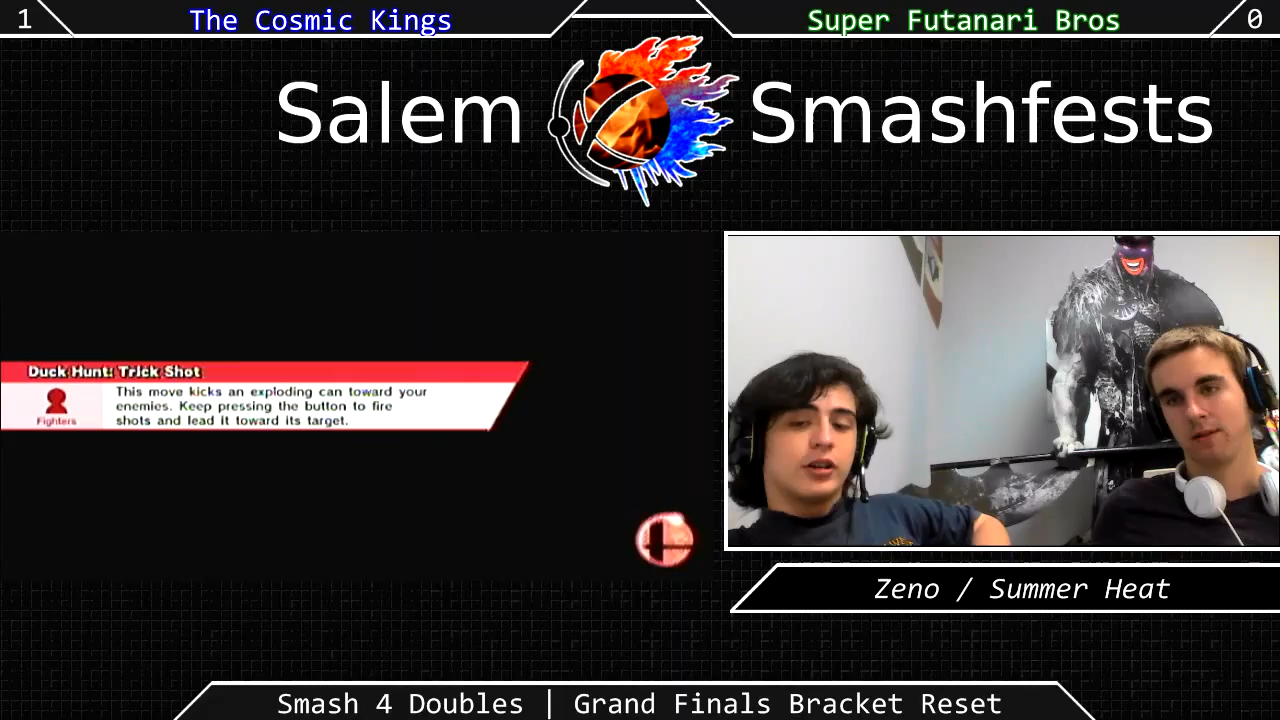 1
The Cosmic Kings
Super Futanari Bros
0
Salem Smashfests
Duck Hunt: Trick Shot
This move kicks an exploding can toward your
enemies. Keep pressing the button to fire
shots and lead it toward its target.
Fighters
Zeno / Summer Heat
Smash 4 Doubles | Grand Finals Bracket Reset